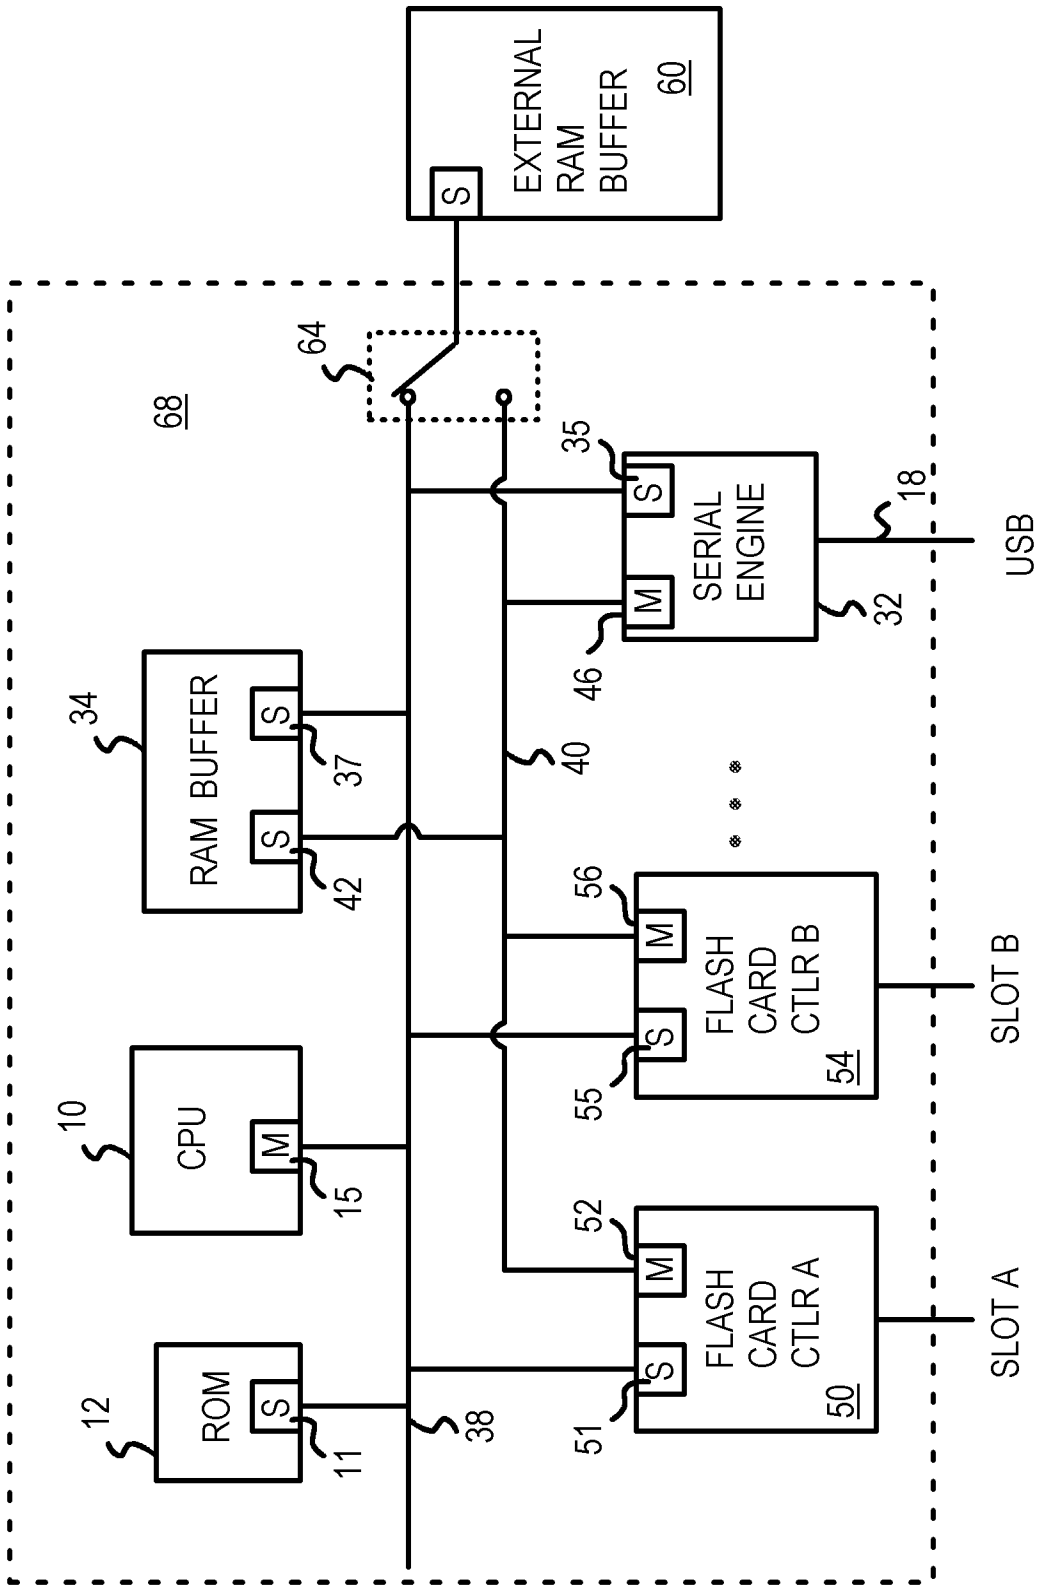 12
ROM
S
11
10
CPU
M
15
34
RAM BUFFER
S
S
42
37
68
64
S
EXTERNAL
RAM
BUFFER
60
38
40
51
S
52
M
FLASH
CARD
CTLR A
50
55
S
56
M
FLASH
CARD
CTLR B
54
46
M
35
S
SERIAL
ENGINE
32
18
SLOT A
SLOT B
USB